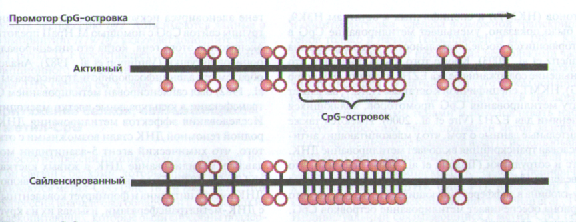 Промотор CpG–островка
Активный
CpG–островок
Сайленсированный